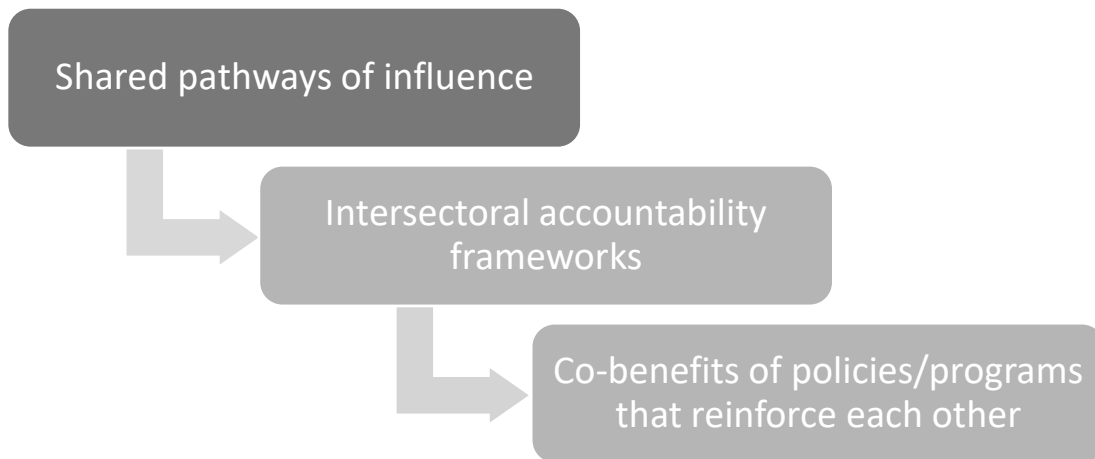 Shared pathways of influence
Intersectoral accountability
frameworks
Co-benefits of policies/programs
that reinforce each other